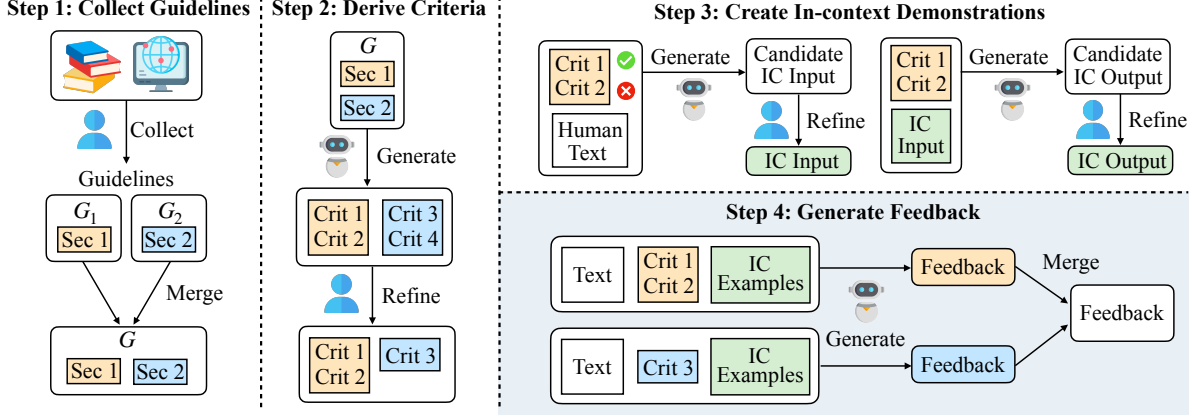 Step 1: Collect Guidelines
Collect
Guidelines
G1
Sec 1
G2
Sec 2
Merge
G
Sec 1
Sec 2
Step 2: Derive Criteria
G
Sec 1
Sec 2
Generate
Crit 1
Crit 2
Crit 3
Crit 4
Refine
Crit 1
Crit 2
Crit 3
Step 3: Create In-context Demonstrations
Crit 1
Crit 2
Human
Text
Generate
Candidate
IC Input
Refine
IC Input
Crit 1
Crit 2
IC
Input
Generate
Candidate
IC Output
Refine
IC Output
Step 4: Generate Feedback
Text
Crit 1
Crit 2
IC
Examples
Feedback
Merge
Feedback
Generate
Text
Crit 3
IC
Examples
Feedback